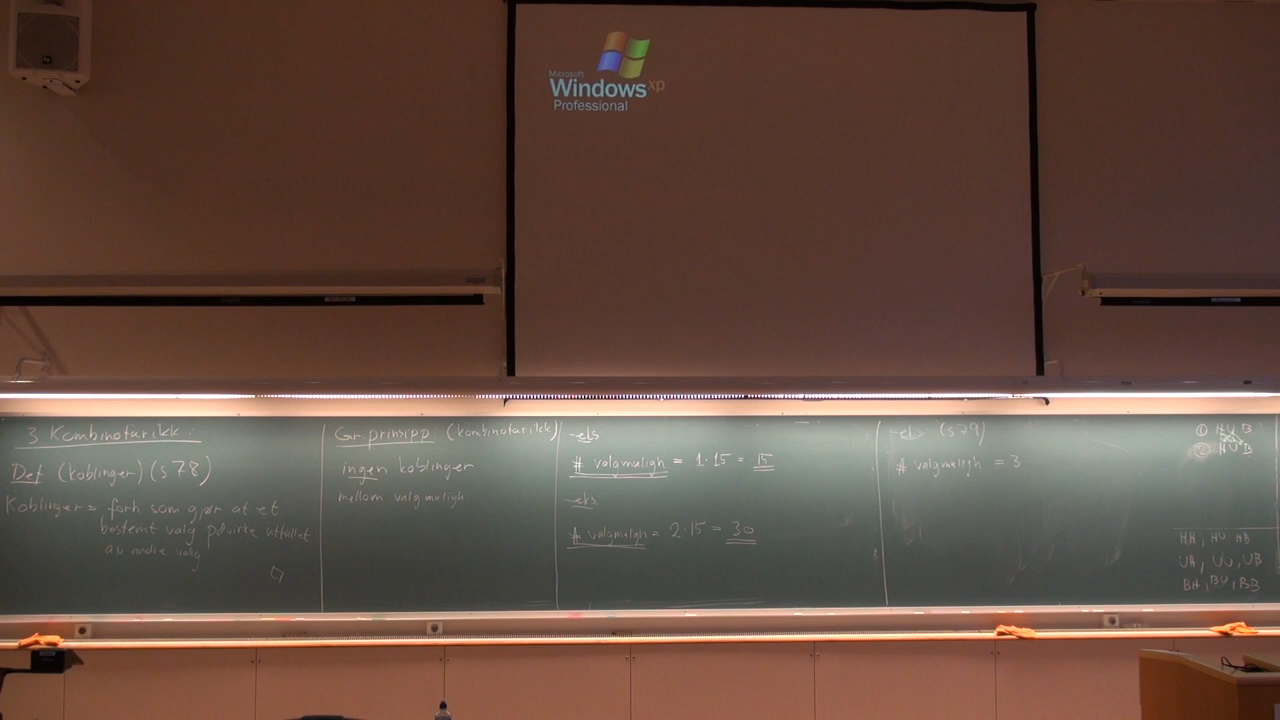 Microsoft
Windows xp
Professional
3 Kombinatorikk:
Def (koblinger) (s 78)
Koblinger = forh som gjør at et
bestemt valg påvirke utfallet
av andre valg
Gr. prinsipp (kombinatorikk)
ingen koblinger
mellom valgmuligh
eks
# valgmuligh = 1·15 = 15
eks
# valgmuligh = 2·15 = 30
eks: (s 79)
# valgmuligh = 3
① H U B
② H U B
HH, HU HB
UH, UU, UB
BH, BU, BB